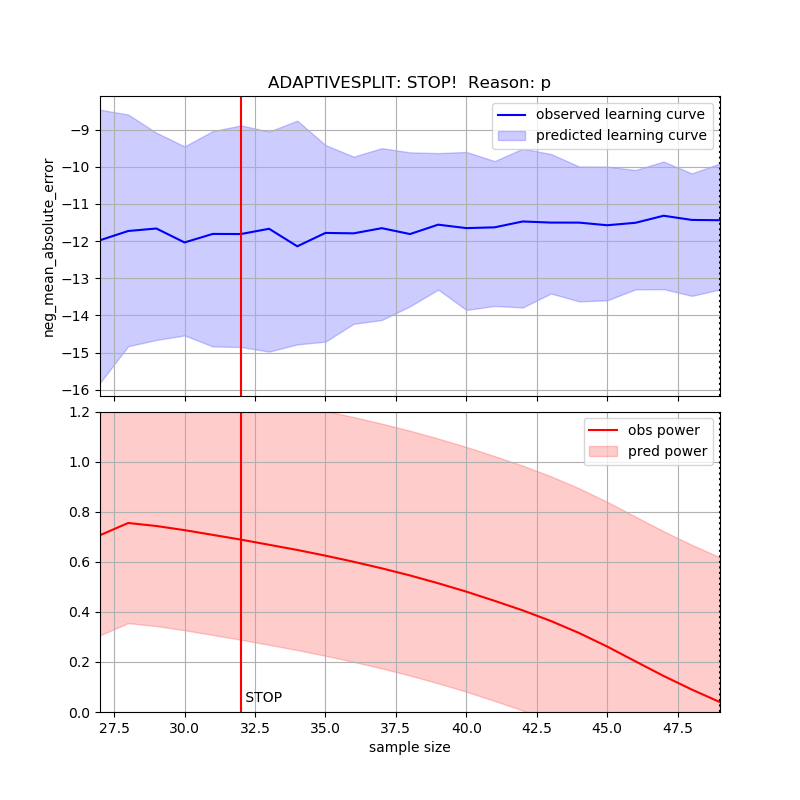 ADAPTIVESPLIT: STOP!  Reason: p
observed learning curve
predicted learning curve
neg_mean_absolute_error
−9
−10
−11
−12
−13
−14
−15
−16
obs power
pred power
1.2
1.0
0.8
0.6
0.4
0.2
0.0
STOP
27.5 30.0 32.5 35.0 37.5 40.0 42.5 45.0 47.5
sample size